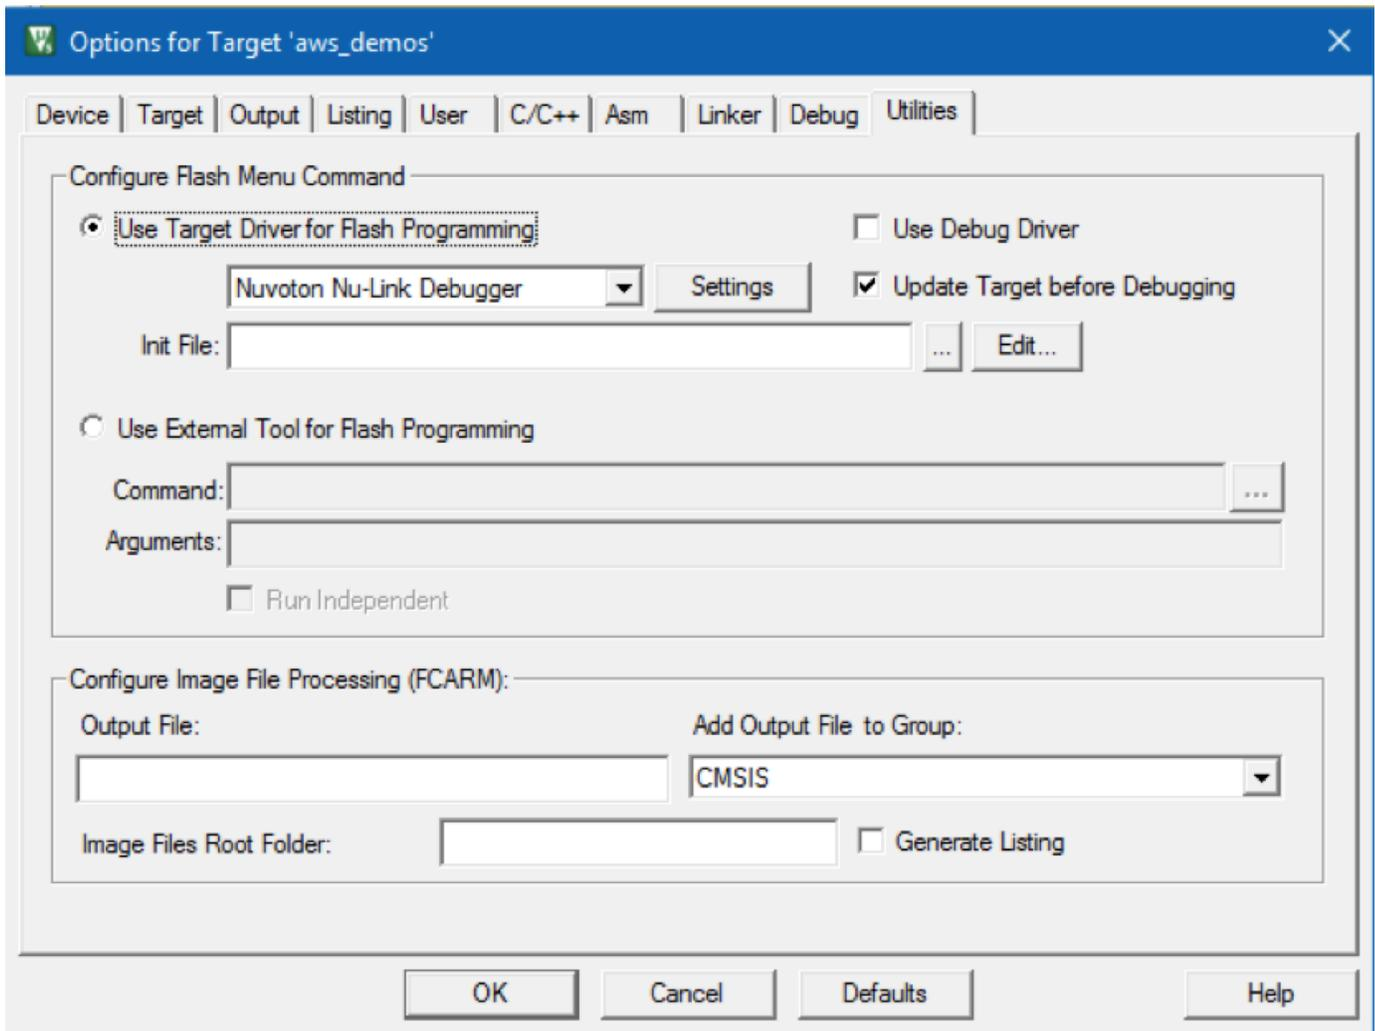 Options for Target 'aws_demos'
Device Target Output Listing User C/C++ Asm Linker Debug Utilities
Configure Flash Menu Command
Use Target Driver for Flash Programming Use Debug Driver
Nuvoton Nu-Link Debugger Settings Update Target before Debugging
Init File: ... Edit...
Use External Tool for Flash Programming
Command: ...
Arguments:
Run Independent
Configure Image File Processing (FCARM):
Output File: Add Output File to Group:
CMSIS
Image Files Root Folder: Generate Listing
OK Cancel Defaults Help